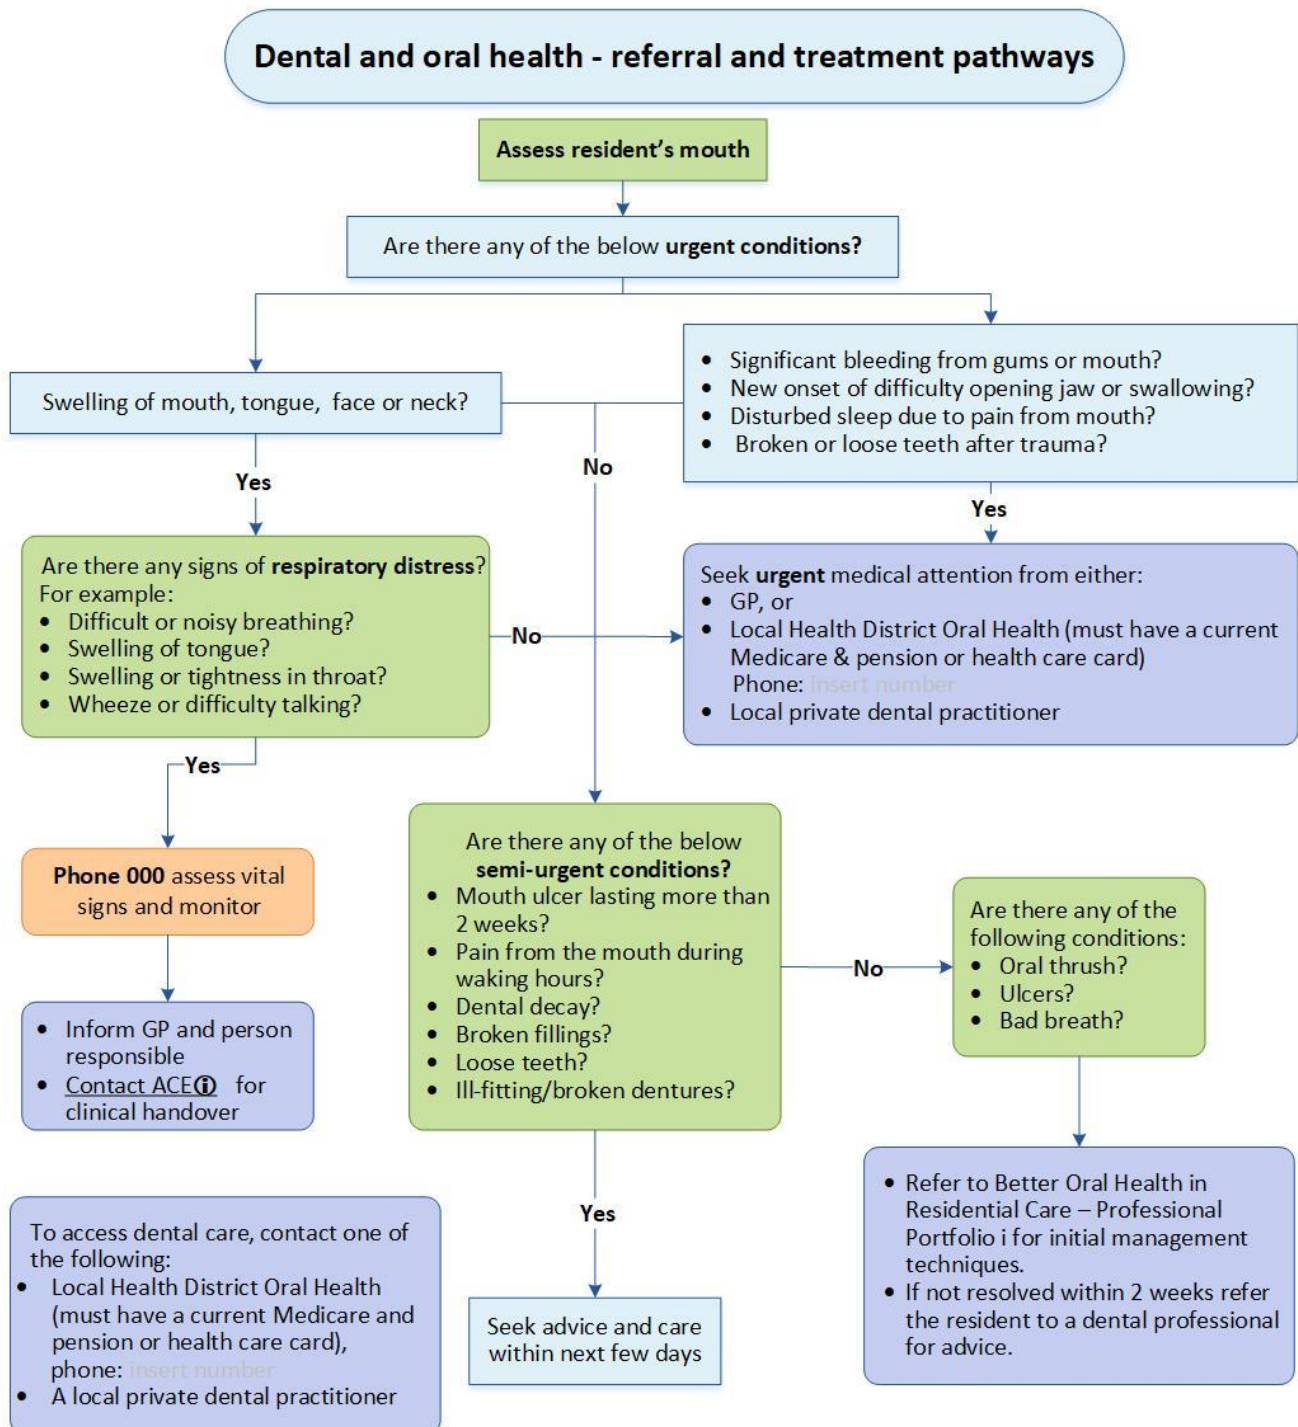 Dental and oral health - referral and treatment pathways
Assess resident's mouth
Are there any of the below urgent conditions?
Swelling of mouth, tongue, face or neck?
• Significant bleeding from gums or mouth?
• New onset of difficulty opening jaw or swallowing?
• Disturbed sleep due to pain from mouth?
• Broken or loose teeth after trauma?
Yes
No
Yes
Are there any signs of respiratory distress?
For example:
• Difficult or noisy breathing?
• Swelling of tongue?
• Swelling or tightness in throat?
• Wheeze or difficulty talking?
No
Seek urgent medical attention from either:
• GP, or
• Local Health District Oral Health (must have a current
Medicare & pension or health care card)
Phone: insert number
• Local private dental practitioner
Yes
Phone 000 assess vital
signs and monitor
• Inform GP and person
responsible
• Contact ACEⓘ for
clinical handover
Are there any of the below
semi-urgent conditions?
• Mouth ulcer lasting more than
2 weeks?
• Pain from the mouth during
waking hours?
• Dental decay?
• Broken fillings?
• Loose teeth?
• Ill-fitting/broken dentures?
No
Are there any of the
following conditions:
• Oral thrush?
• Ulcers?
• Bad breath?
Yes
Seek advice and care
within next few days
• Refer to Better Oral Health in
Residential Care – Professional
Portfolio i for initial management
techniques.
• If not resolved within 2 weeks refer
the resident to a dental professional
for advice.
To access dental care, contact one of
the following:
• Local Health District Oral Health
(must have a current Medicare and
pension or health care card),
phone: insert number
• A local private dental practitioner